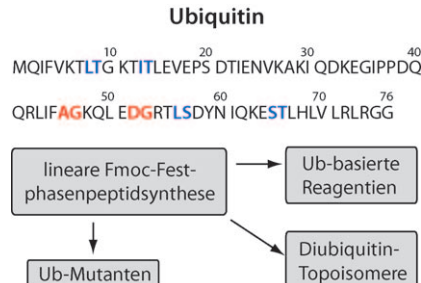 Ubiquitin
10 20 30 40
MQIFVKTLTG KTITLEVEPS DTIENVKAKI QDKEGIPPDQ
50 60 70 76
QRLIFAGKQL EDGRTLSDYN IQKESTLHLV LRLRGG
lineare Fmoc-Fest-
phasenpeptidsynthese
Ub-basierte
Reagentien
Ub-Mutanten
Diubiquitin-
Topoisomere